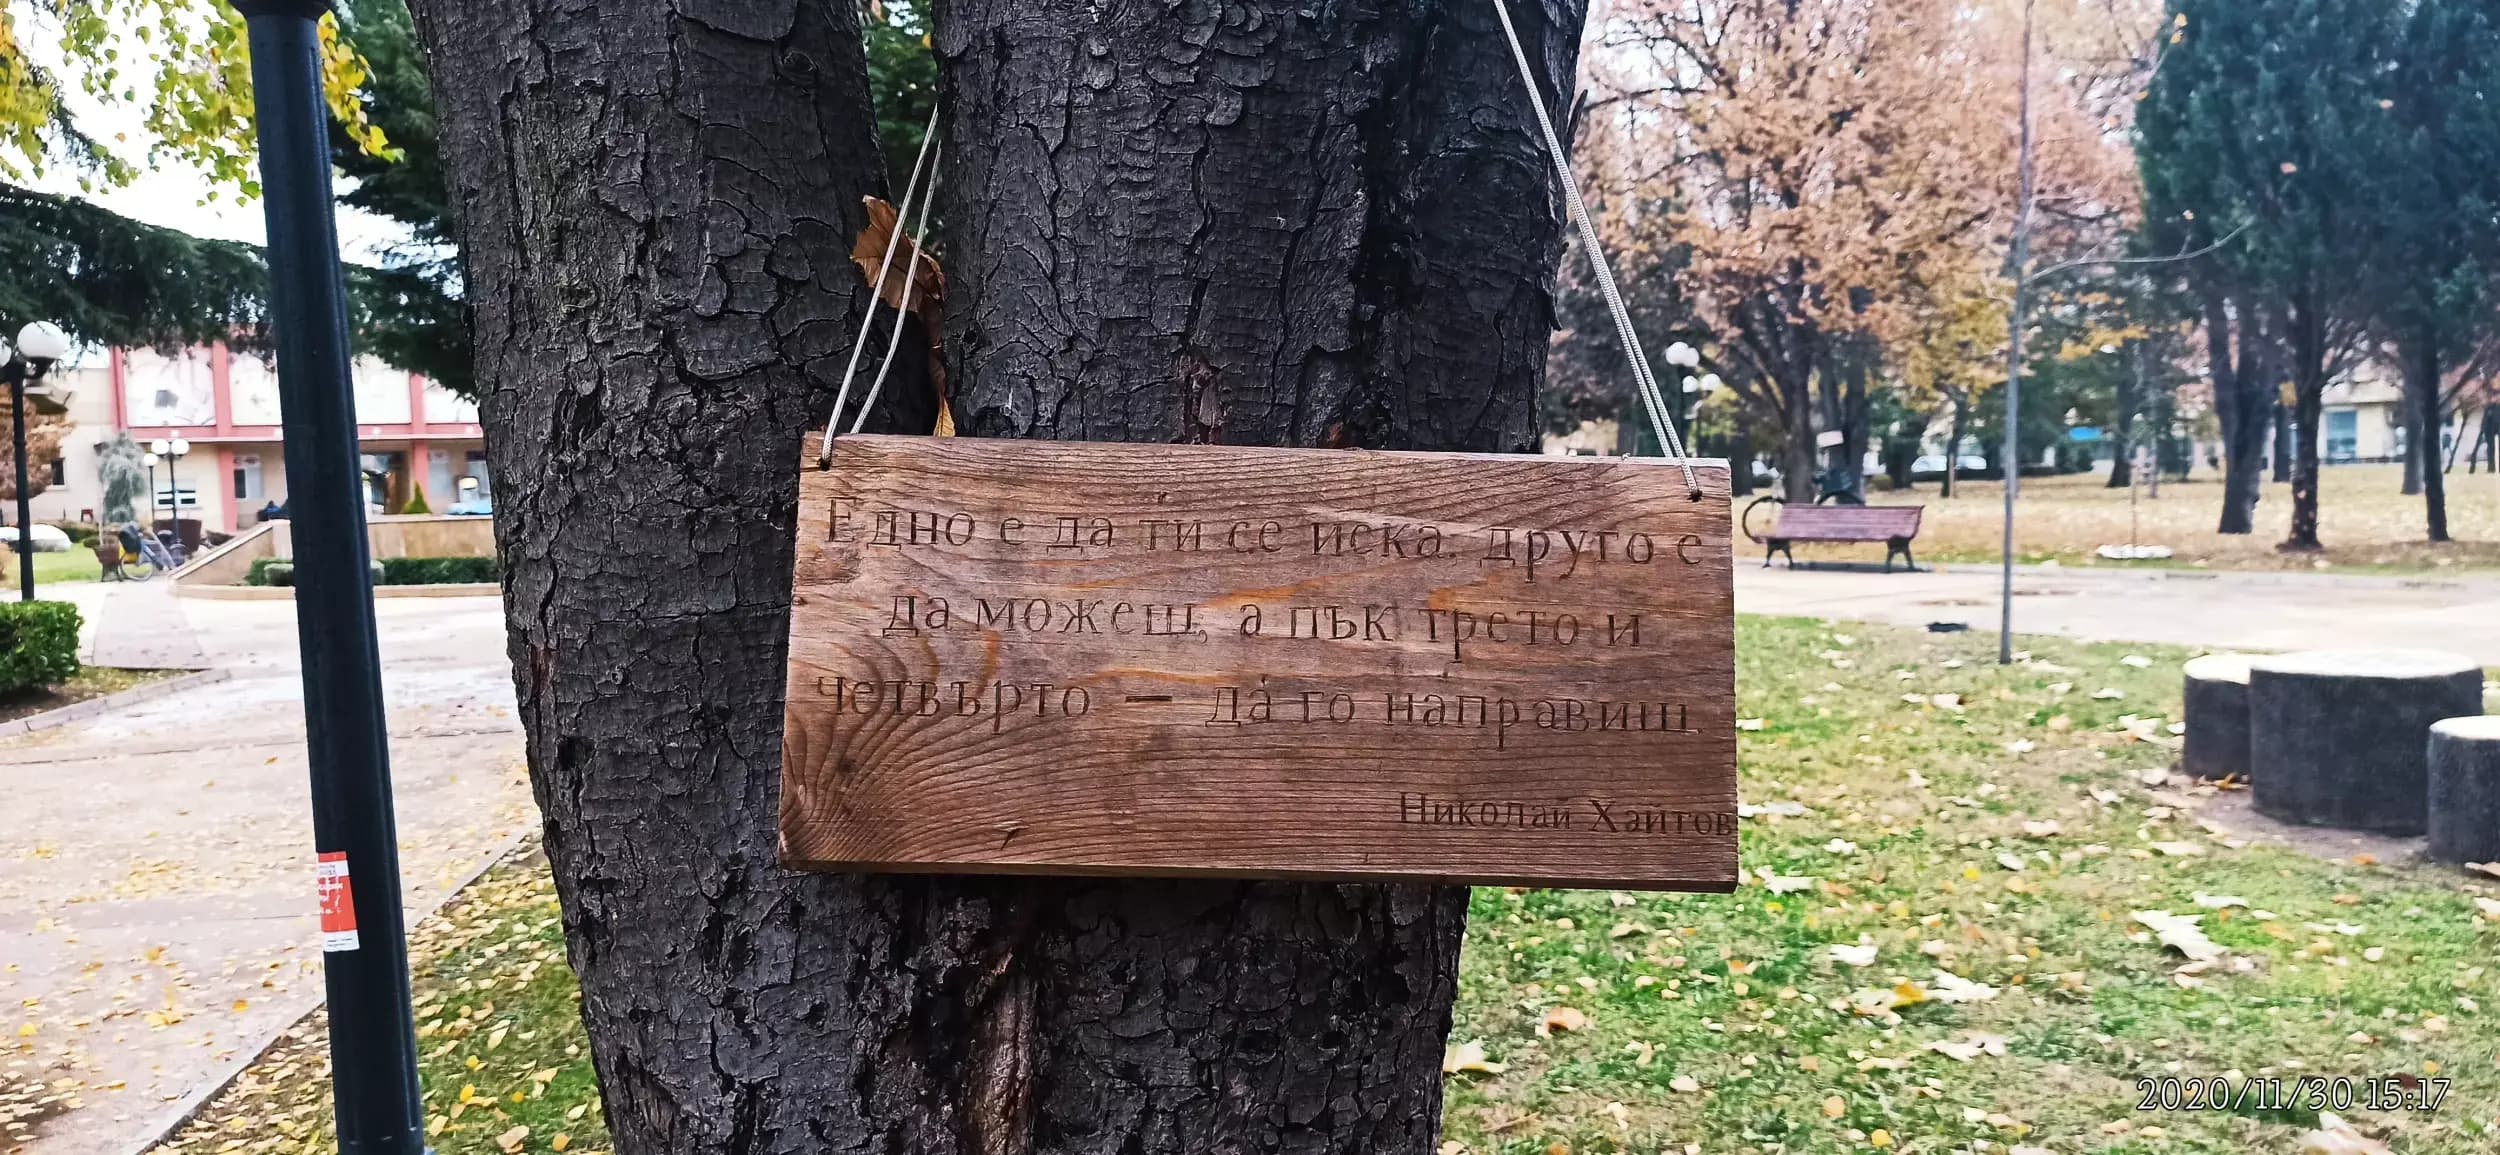 Едно е да ти се иска, друго е
да можеш, а пък трето и
четвърто — да го направиш.
Николай Хайтов
2020/11/30 15:17